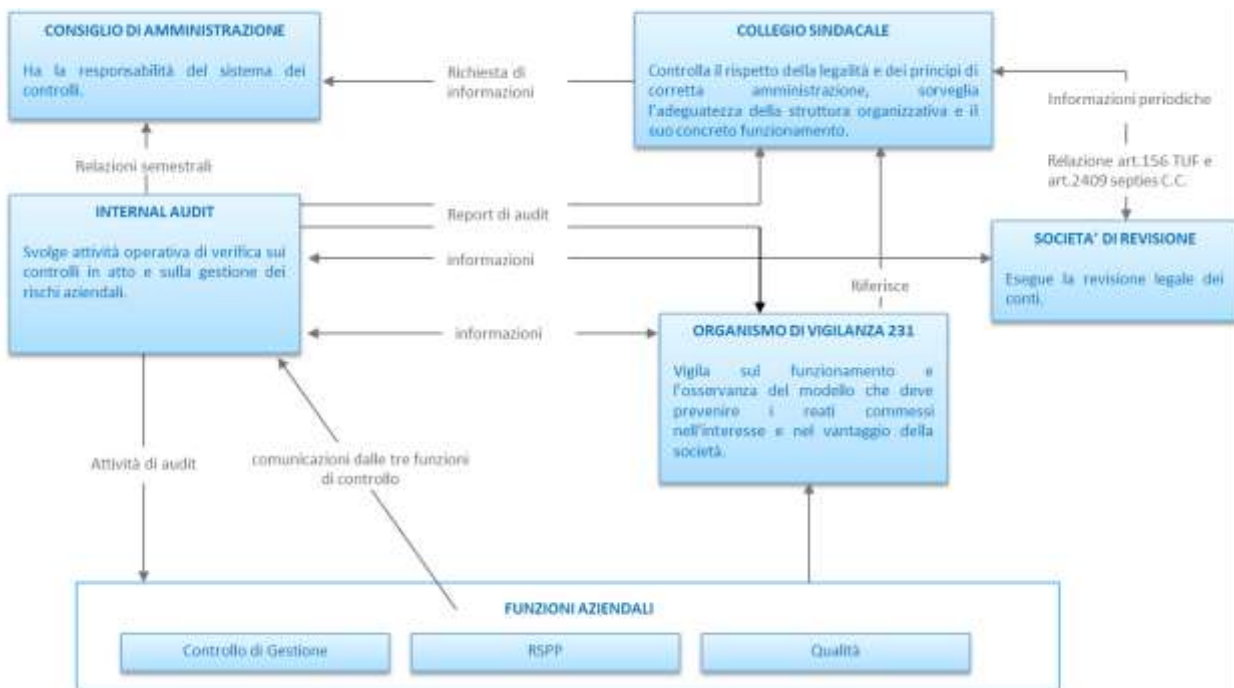 CONSIGLIO DI AMMINISTRAZIONE
Ha la responsabilità del sistema dei
controlli.
COLLEGIO SINDACALE
Controlla il rispetto della legalità e dei principi di
corretta amministrazione, sorveglia
l'adeguatezza della struttura organizzativa e il
suo concreto funzionamento.
Richiesta di
informazioni
Informazioni periodiche
Relazione art.156 TUF e
art.2409 septies C.C.
Relazioni semestrali
INTERNAL AUDIT
Svolge attività operativa di verifica sui
controlli in atto e sulla gestione dei
rischi aziendali.
Report di audit
informazioni
SOCIETA' DI REVISIONE
Esegue la revisione legale dei
conti.
Riferisce
informazioni
ORGANISMO DI VIGILANZA 231
Vigila sul funzionamento e
l'osservanza del modello che deve
prevenire i reati commessi
nell'interesse e nel vantaggio della
società.
Attività di audit
comunicazioni dalle tre funzioni
di controllo
FUNZIONI AZIENDALI
Controllo di Gestione
RSPP
Qualità